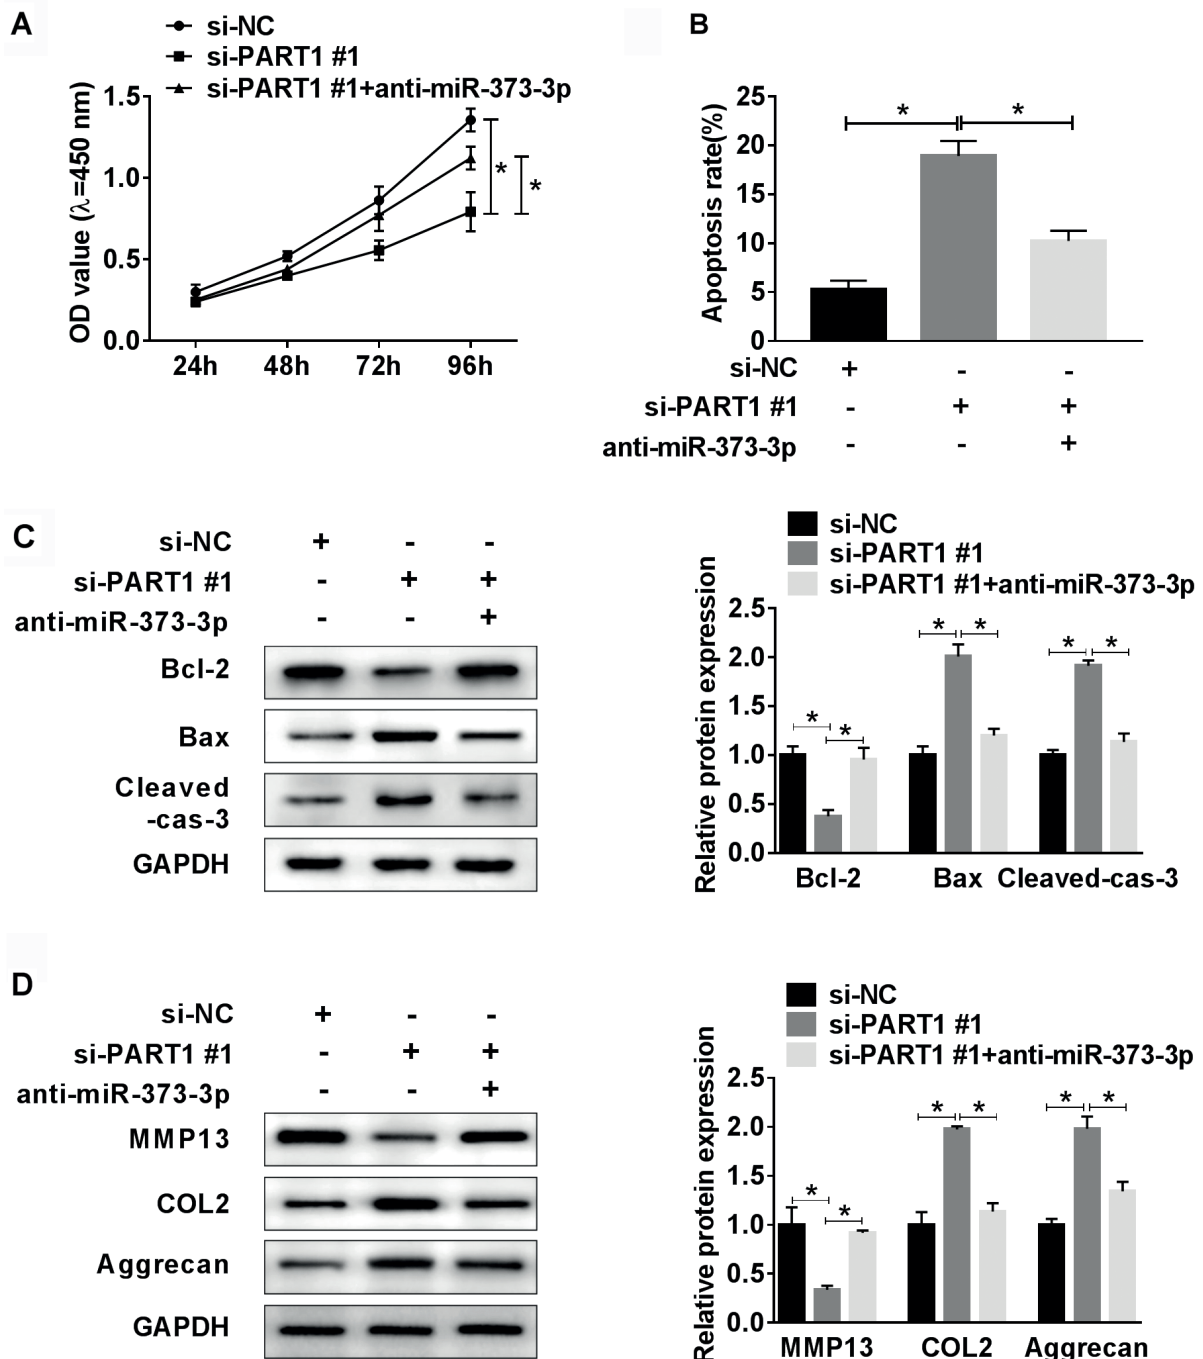 A
si-NC
si-PART1 #1
si-PART1 #1+anti-miR-373-3p
OD value (λ=450 nm)
1.5
1.0
0.5
0.0
24h 48h 72h 96h
*
*
B
Apoptosis rate(%)
25
20
15
10
5
0
* *
si-NC + - -
si-PART1 #1 - + +
anti-miR-373-3p - - +
C
si-NC + - -
si-PART1 #1 - + +
anti-miR-373-3p - - +
Bcl-2
Bax
Cleaved
-cas-3
GAPDH
si-NC
si-PART1 #1
si-PART1 #1+anti-miR-373-3p
Relative protein expression
2.5
2.0
1.5
1.0
0.5
0.0
* * * * * *
Bcl-2 Bax Cleaved-cas-3
D
si-NC + - -
si-PART1 #1 - + +
anti-miR-373-3p - - +
MMP13
COL2
Aggrecan
GAPDH
si-NC
si-PART1 #1
si-PART1 #1+anti-miR-373-3p
Relative protein expression
2.5
2.0
1.5
1.0
0.5
0.0
* * * * * *
MMP13 COL2 Aggrecan